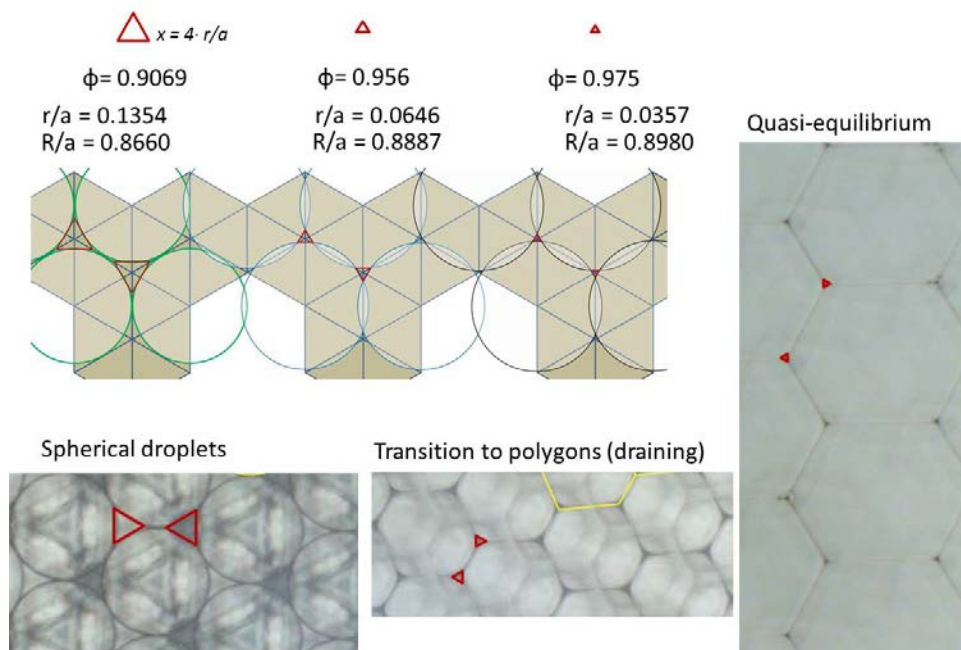 x = 4· r/a
ϕ= 0.9069
r/a = 0.1354
R/a = 0.8660
ϕ= 0.956
r/a = 0.0646
R/a = 0.8887
ϕ= 0.975
r/a = 0.0357
R/a = 0.8980
Quasi-equilibrium
Spherical droplets
Transition to polygons (draining)